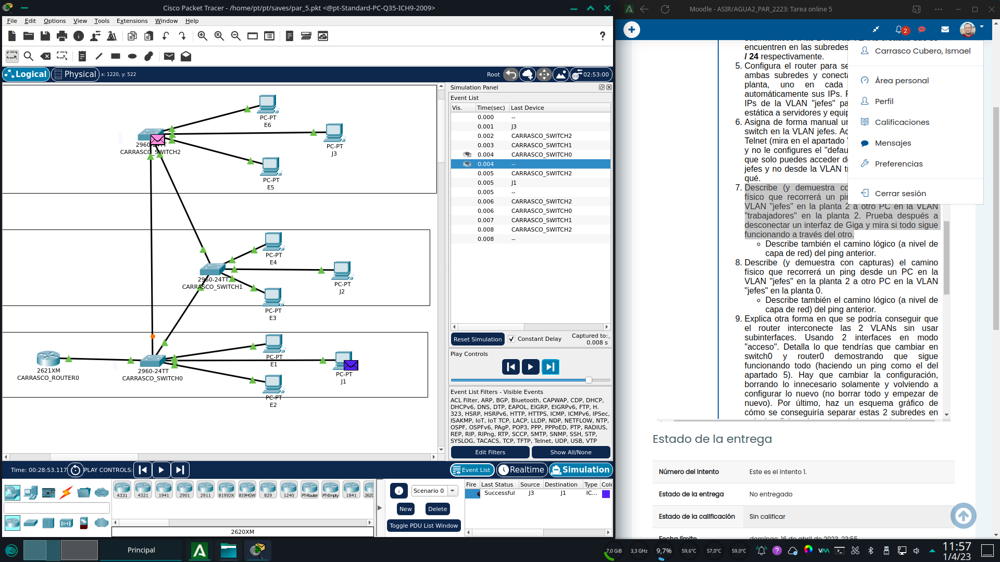 Cisco Packet Tracer - /home/pt/pt/saves/par_5.pkt <@pt-Standard-PC-Q35-ICH9-2009>
File Edit Options View Tools Extensions Window Help
?
Logical Physical x: 1220, y: 522
Root 02:53:00
PC-PT
E6
PC-PT
J3
CARRASCO_SWITCH2
PC-PT
E5
PC-PT
E4
2960-24TT
CARRASCO_SWITCH1
PC-PT
J2
PC-PT
E3
2621XM
CARRASCO_ROUTER0
2960-24TT
CARRASCO_SWITCH0
PC-PT
E1
PC-PT
J1
PC-PT
E2
Simulation Panel
Event List
Vis. Time(sec) Last Device
0.000 --
0.001 J3
0.002 CARRASCO_SWITCH2
0.003 CARRASCO_SWITCH1
0.004 CARRASCO_SWITCH0
0.004 --
0.005 CARRASCO_SWITCH2
0.005 J1
0.005 --
0.006 CARRASCO_SWITCH2
0.006 CARRASCO_SWITCH0
0.007 CARRASCO_SWITCH1
0.008 CARRASCO_SWITCH2
0.008 --
Reset Simulation Constant Delay Captured to:
0.008 s
Play Controls
Event List Filters - Visible Events
ACL Filter, ARP, BGP, Bluetooth, CAPWAP, CDP, DHCP,
DHCPv6, DNS, DTP, EAPOL, EIGRP, EIGRPv6, FTP, H.
323, HSRP, HSRPv6, HTTP, HTTPS, ICMP, ICMPv6, IPSec,
ISAKMP, IoT, IoT TCP, LACP, LLDP, NDP, NETFLOW, NTP,
OSPF, OSPFv6, PAgP, POP3, PPP, PPPoED, PTP, RADIUS,
REP, RIP, RIPng, RTP, SCCP, SMTP, SNMP, SSH, STP,
SYSLOG, TACACS, TCP, TFTP, Telnet, UDP, USB, VTP
Edit Filters Show All/None
Time: 00:28:53.117 PLAY CONTROLS:
Event List Realtime Simulation
4331 4321 1941 2901 2911 819IOX 819HGW 829 1240 PT-Router PT-Empty 1841 2620
2620XM
Scenario 0
New Delete
Toggle PDU List Window
Fire Last Status Source Destination Type Colo
Successful J3 J1 IC...
Moodle - ASIR/AGUA2_PAR_2223: Tarea online 5
2
Carrasco Cubero, Ismael
Área personal
Perfil
Calificaciones
Mensajes
Preferencias
Cerrar sesión
encuentren en las subredes
/ 24 respectivamente.
5. Configura el router para se
ambas subredes y conecta
planta, uno en cada
automáticamente sus IPs.
IPs de la VLAN "jefes" pa
estática a servidores y equip
6. Asigna de forma manual un
switch en la VLAN jefes. Ac
Telnet (mira en el apartado
y no le configures el "defau
que solo puedes acceder de
jefes y no desde la VLAN t
qué.
7. Describe (y demuestra co
físico que recorrerá un pin
VLAN "jefes" en la planta 2 a otro PC en la VLAN
"trabajadores" en la planta 2. Prueba después a
desconectar un interfaz de Giga y mira si todo sigue
funcionando a través del otro.
Describe también el camino lógico (a nivel de
capa de red) del ping anterior.
8. Describe (y demuestra con capturas) el camino
físico que recorrerá un ping desde un PC en la
VLAN "jefes" en la planta 2 a otro PC en la VLAN
"jefes" en la planta 0.
Describe también el camino lógico (a nivel de
capa de red) del ping anterior.
9. Explica otra forma en que se podría conseguir que
el router interconecte las 2 VLANs sin usar
subinterfaces. Usando 2 interfaces en modo
"acceso". Detalla lo que tendrías que cambiar en
switch0 y router0 demostrando que sigue
funcionando todo (haciendo un ping como el del
apartado 5). Hay que cambiar la configuración,
borrando lo innecesario solamente y volviendo a
configurar lo nuevo (no borrar todo y empezar de
nuevo). Por último, haz un esquema gráfico de
cómo se conseguiría separar estas 2 subredes en
Estado de la entrega
Número del intento Este es el intento 1.
Estado de la entrega No entregado
Estado de la calificación Sin calificar
Fecha límite domingo, 16 de abril de 2023, 23:55
Principal
7,0 GiB 3,3 GHz 9,7% 59,6°C 57,0°C 59,0°C
11:57
1/4/23